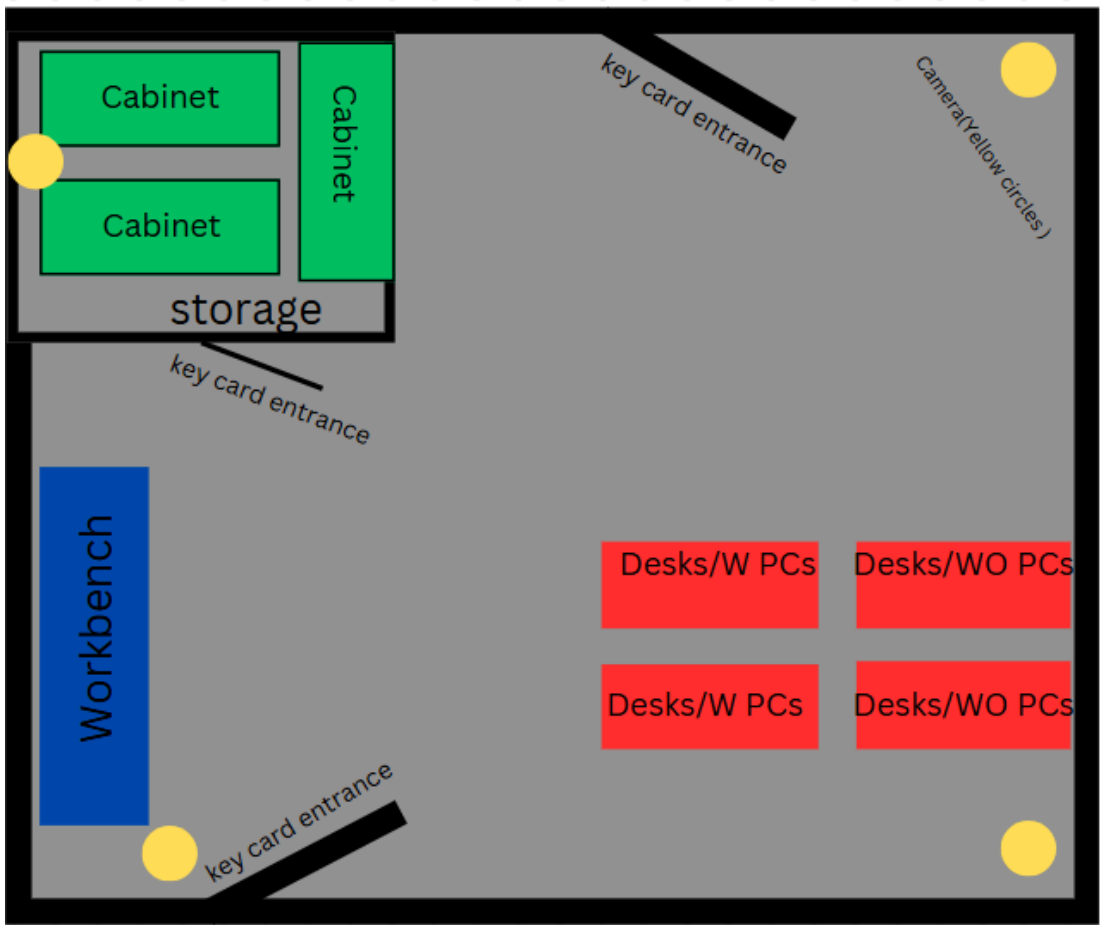 Cabinet
Cabinet
Cabinet
storage
key card entrance
key card entrance
Camera(Yellow circles)
Workbench
Desks/W PCs
Desks/WO PCs
Desks/W PCs
Desks/WO PCs
key card entrance